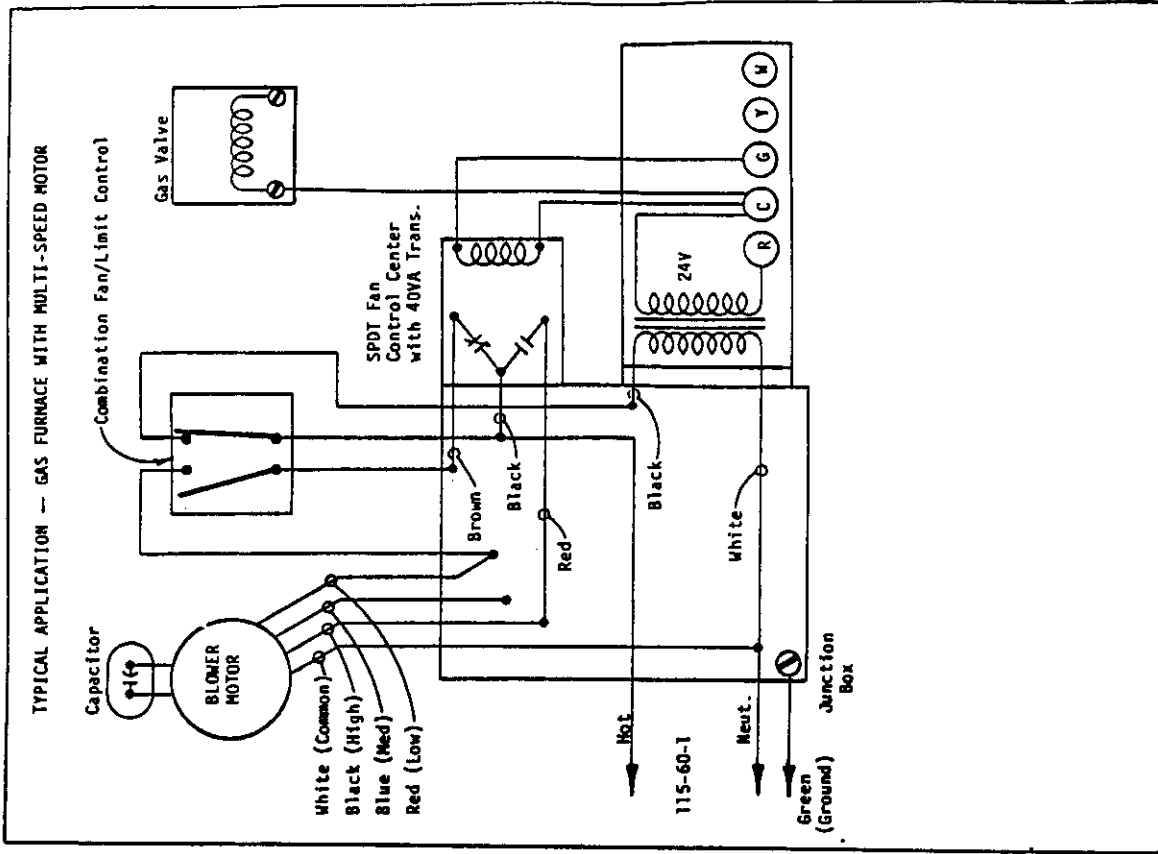 TYPICAL APPLICATION — GAS FURNACE WITH MULTI-SPEED MOTOR
Combination Fan/Limit Control
Gas Valve
Capacitor
BLOWER
MOTOR
SPDT Fan
Control Center
with 40VA Trans.
White (Common)
Black (High)
Blue (Med)
Red (Low)
Brown
Black
Red
Black
White
24V
R
C
G
Y
W
Hot
115-60-1
Neut.
Green
(Ground)
Junction
Box